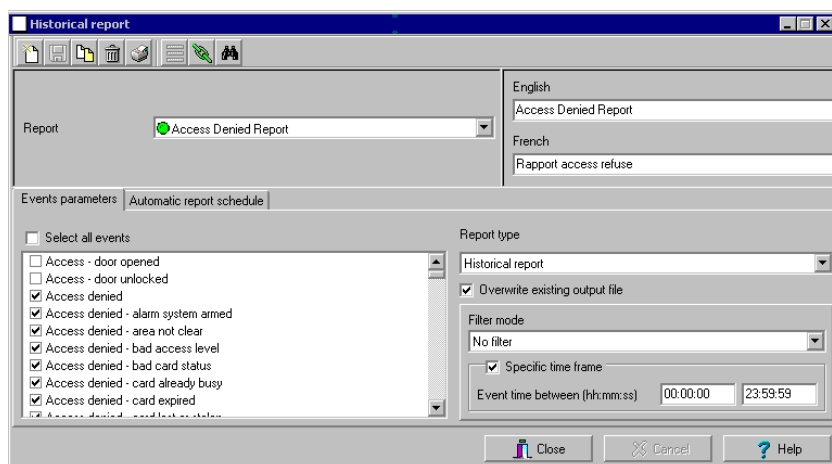 Historical report
English
Access Denied Report
Report
Access Denied Report
French
Rapport access refuse
Events parameters
Automatic report schedule
Select all events
Access - door opened
Access - door unlocked
Access denied
Access denied - alarm system armed
Access denied - area not clear
Access denied - bad access level
Access denied - bad card status
Access denied - card already busy
Access denied - card expired
Report type
Historical report
Overwrite existing output file
Filter mode
No filter
Specific time frame
Event time between (hh:mm:ss)
00:00:00
23:59:59
Close
Cancel
Help